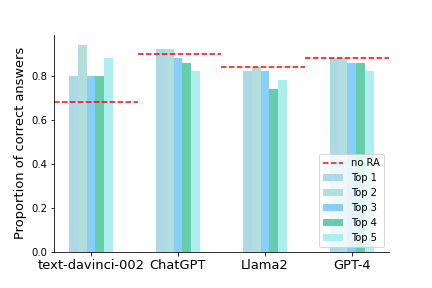 Proportion of correct answers
0.8
0.6
0.4
0.2
0.0
no RA
Top 1
Top 2
Top 3
Top 4
Top 5
text-davinci-002 ChatGPT Llama2 GPT-4